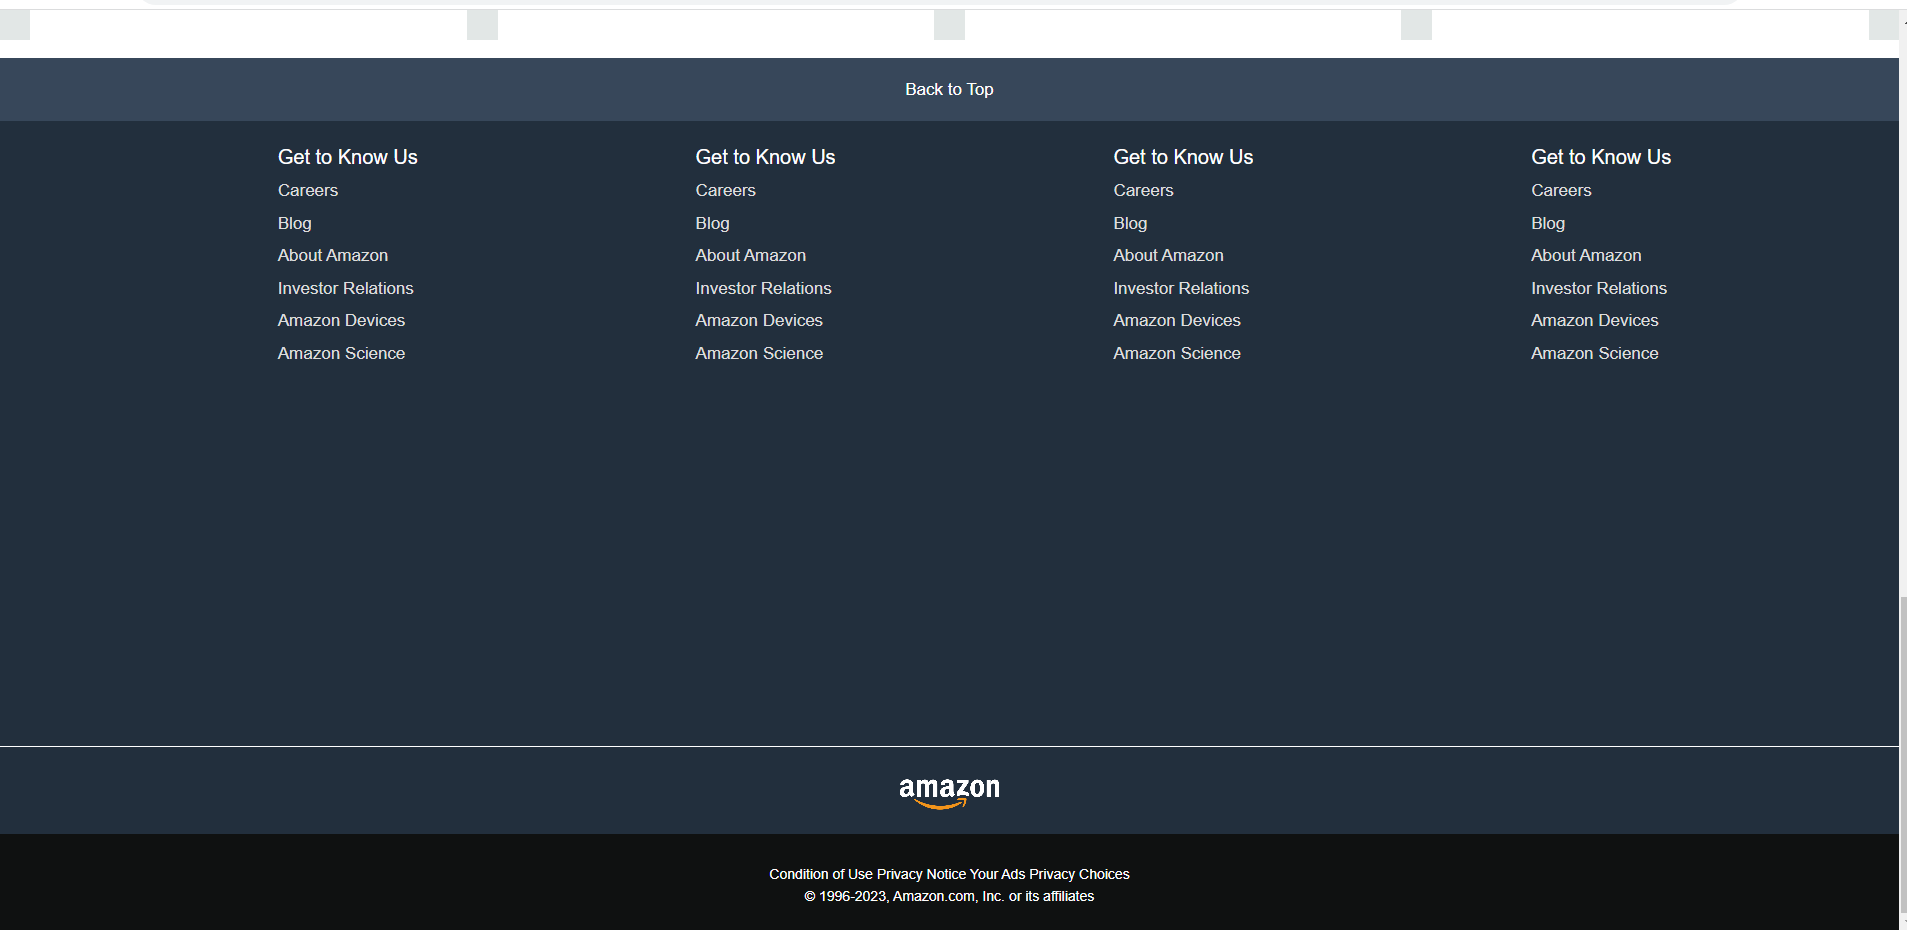 Back to Top
Get to Know Us
Careers
Blog
About Amazon
Investor Relations
Amazon Devices
Amazon Science
Get to Know Us
Careers
Blog
About Amazon
Investor Relations
Amazon Devices
Amazon Science
Get to Know Us
Careers
Blog
About Amazon
Investor Relations
Amazon Devices
Amazon Science
Get to Know Us
Careers
Blog
About Amazon
Investor Relations
Amazon Devices
Amazon Science
amazon
Condition of Use Privacy Notice Your Ads Privacy Choices
© 1996-2023, Amazon.com, Inc. or its affiliates